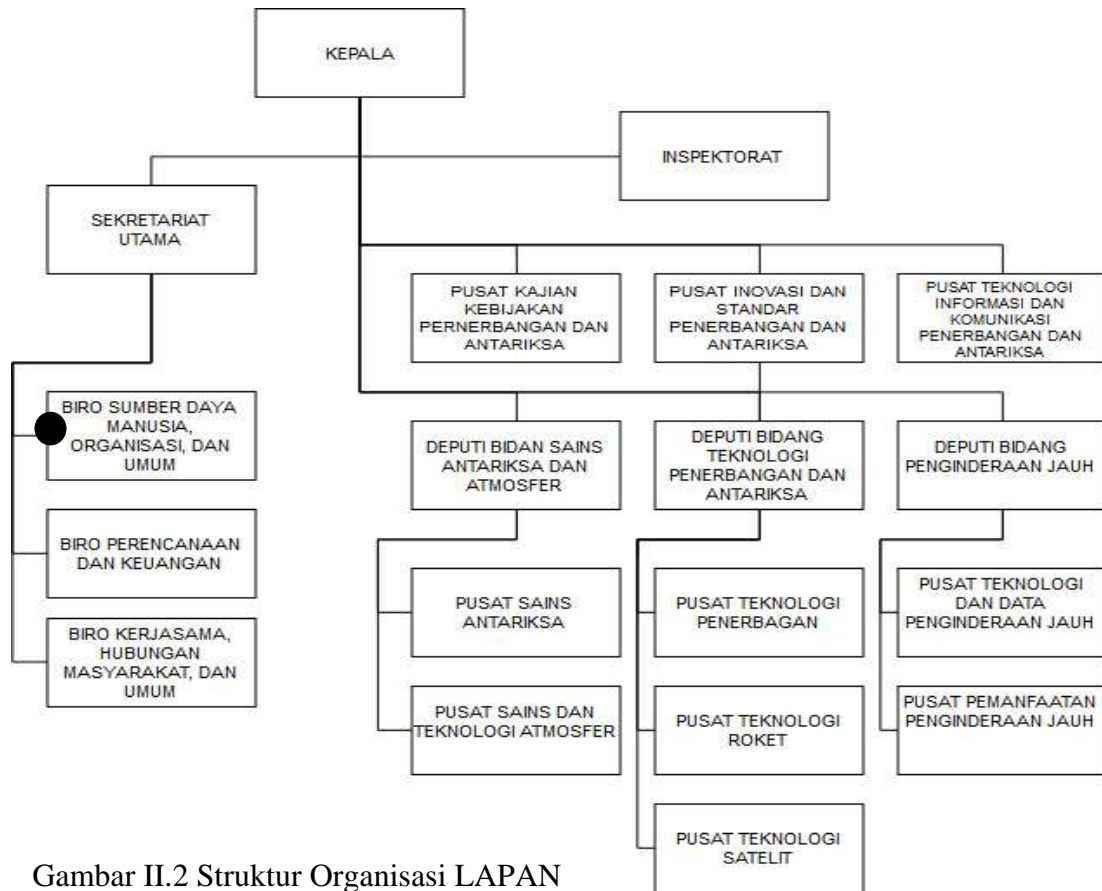 KEPALA
INSPEKTORAT
SEKRETARIAT
UTAMA
PUSAT KAJIAN
KEBIJAKAN
PERNERBANGAN DAN
ANTARIKSA
PUSAT INOVASI DAN
STANDAR
PENERBANGAN DAN
ANTARIKSA
PUSAT TEKNOLOGI
INFORMASI DAN
KOMUNIKASI
PENERBANGAN DAN
ANTARIKSA
BIRO SUMBER DAYA
MANUSIA,
ORGANISASI, DAN
UMUM
BIRO PERENCANAAN
DAN KEUANGAN
BIRO KERJASAMA,
HUBUNGAN
MASYARAKAT, DAN
UMUM
DEPUTI BIDAN SAINS
ANTARIKSA DAN
ATMOSFER
DEPUTI BIDANG
TEKNOLOGI
PENERBANGAN DAN
ANTARIKSA
DEPUTI BIDANG
PENGINDERAAN JAUH
PUSAT SAINS
ANTARIKSA
PUSAT SAINS DAN
TEKNOLOGI ATMOSFER
PUSAT TEKNOLOGI
PENERBAGAN
PUSAT TEKNOLOGI
ROKET
PUSAT TEKNOLOGI
SATELIT
PUSAT TEKNOLOGI
DAN DATA
PENGINDERAAN JAUH
PUSAT PEMANFAATAN
PENGINDERAAN JAUH
Gambar II.2 Struktur Organisasi LAPAN